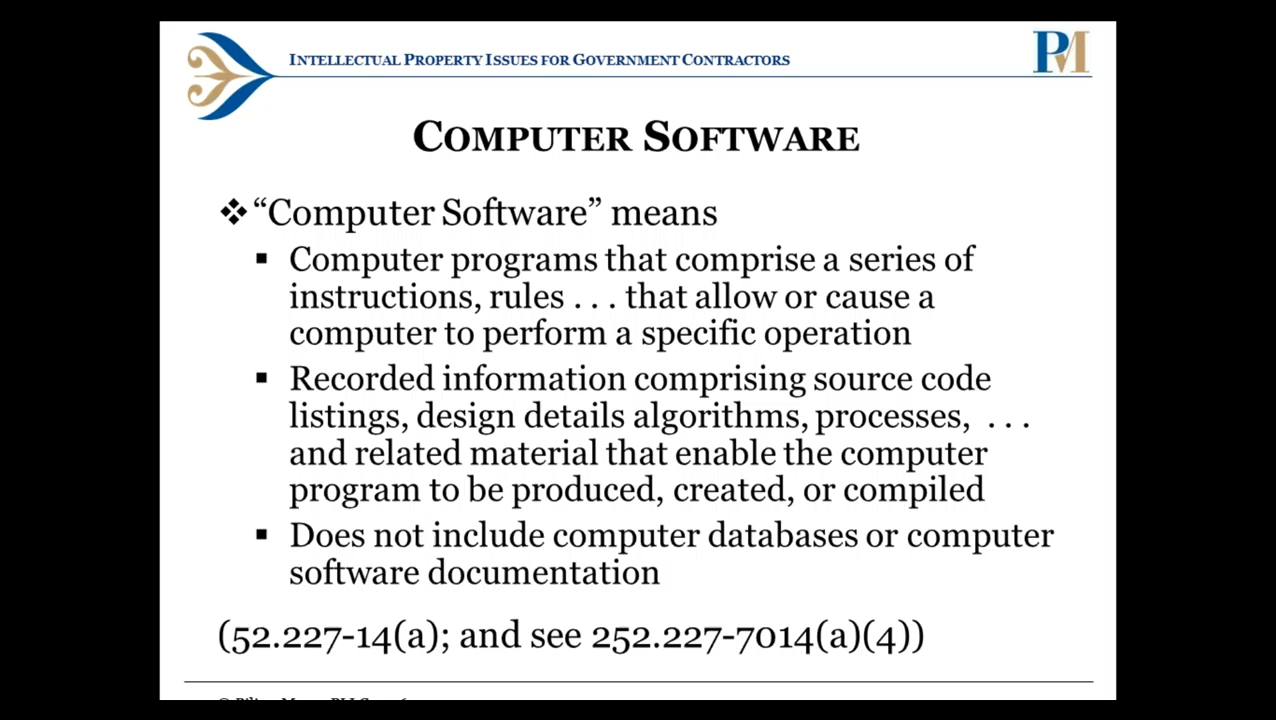 INTELLECTUAL PROPERTY ISSUES FOR GOVERNMENT CONTRACTORS
PM
COMPUTER SOFTWARE
❖ “Computer Software” means
▪ Computer programs that comprise a series of
instructions, rules . . . that allow or cause a
computer to perform a specific operation
▪ Recorded information comprising source code
listings, design details algorithms, processes, . . .
and related material that enable the computer
program to be produced, created, or compiled
▪ Does not include computer databases or computer
software documentation
(52.227-14(a); and see 252.227-7014(a)(4))